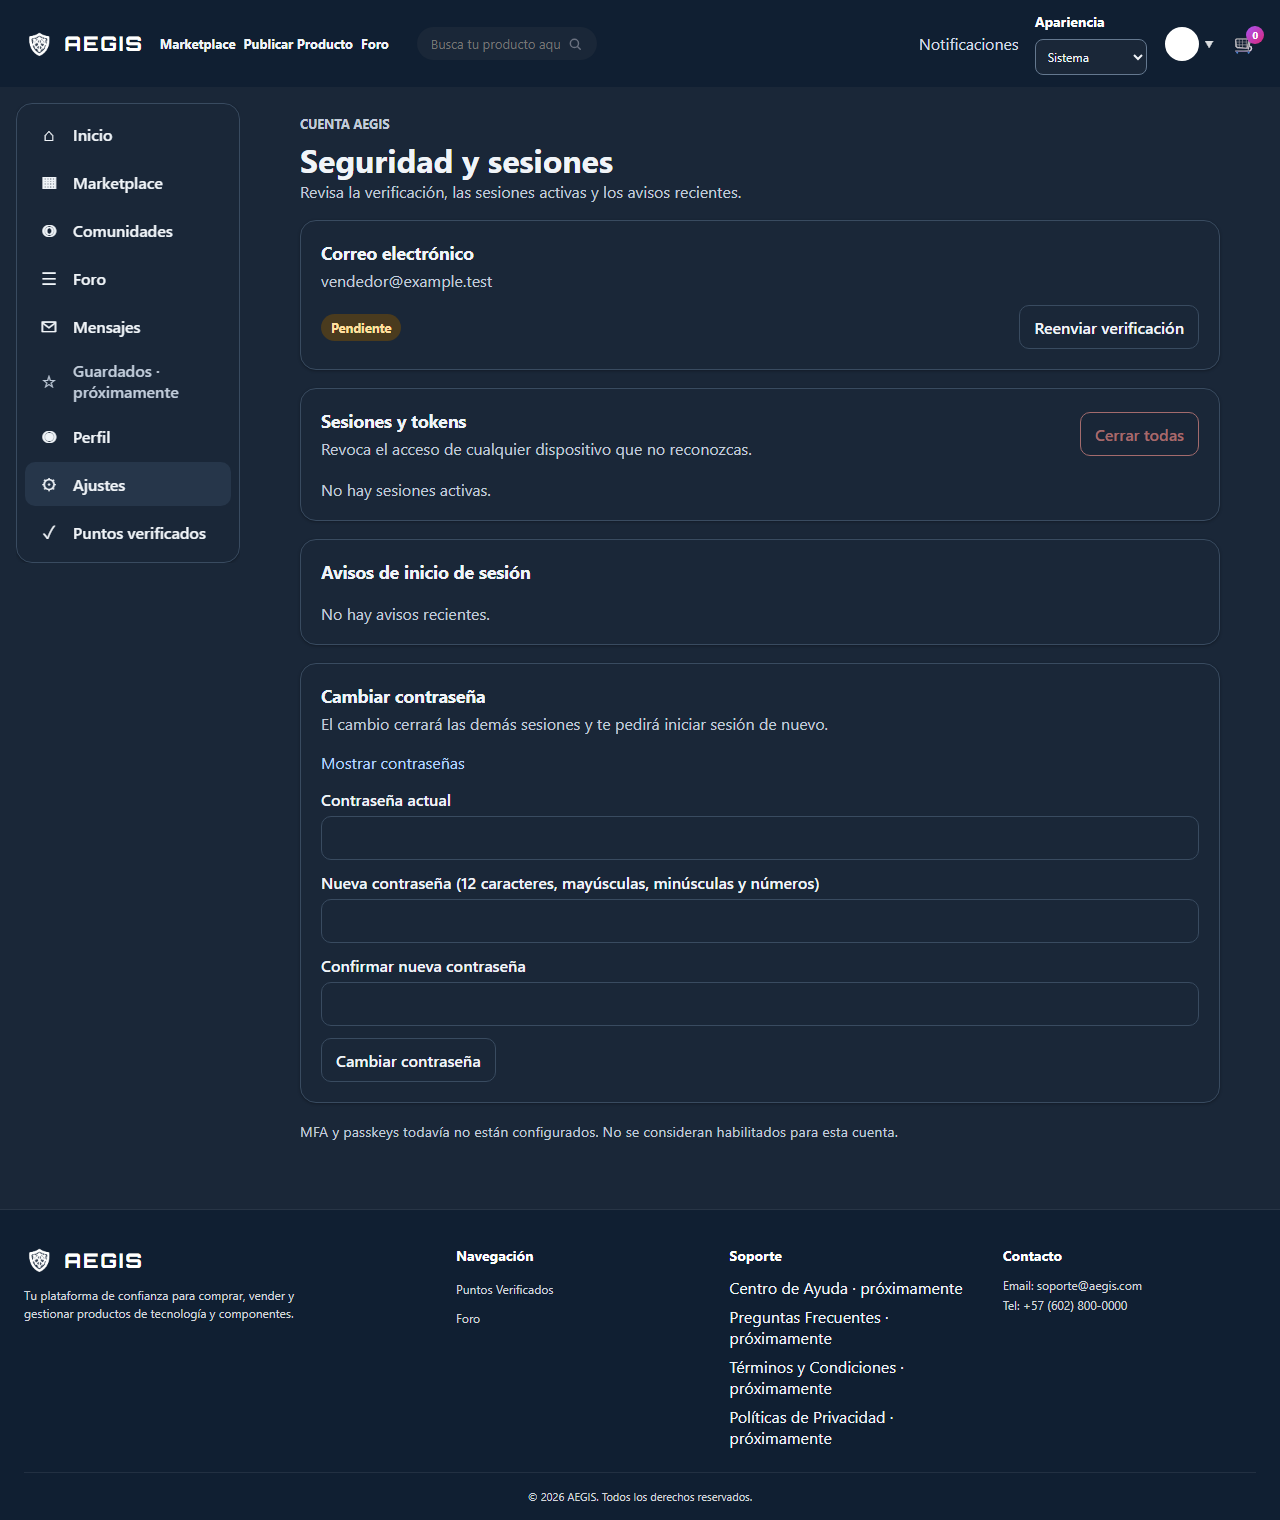 AEGIS
Marketplace Publicar Producto Foro
Busca tu producto aqu
Notificaciones
Apariencia
Sistema
0
Inicio
Marketplace
Comunidades
Foro
Mensajes
Guardados ·
próximamente
Perfil
Ajustes
Puntos verificados
CUENTA AEGIS
Seguridad y sesiones
Revisa la verificación, las sesiones activas y los avisos recientes.
Correo electrónico
vendedor@example.test
Pendiente
Reenviar verificación
Sesiones y tokens
Revoca el acceso de cualquier dispositivo que no reconozcas.
Cerrar todas
No hay sesiones activas.
Avisos de inicio de sesión
No hay avisos recientes.
Cambiar contraseña
El cambio cerrará las demás sesiones y te pedirá iniciar sesión de nuevo.
Mostrar contraseñas
Contraseña actual
Nueva contraseña (12 caracteres, mayúsculas, minúsculas y números)
Confirmar nueva contraseña
Cambiar contraseña
MFA y passkeys todavía no están configurados. No se consideran habilitados para esta cuenta.
AEGIS
Tu plataforma de confianza para comprar, vender y
gestionar productos de tecnología y componentes.
Navegación
Puntos Verificados
Foro
Soporte
Centro de Ayuda · próximamente
Preguntas Frecuentes ·
próximamente
Términos y Condiciones ·
próximamente
Políticas de Privacidad ·
próximamente
Contacto
Email: soporte@aegis.com
Tel: +57 (602) 800-0000
© 2026 AEGIS. Todos los derechos reservados.